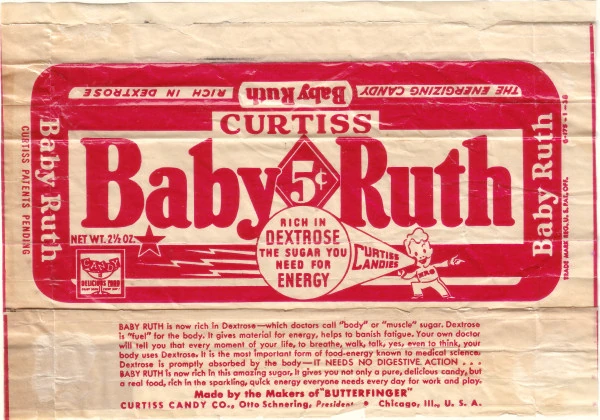 THE ENERGIZING CANDY Baby Ruth RICH IN DEXTROSE
CURTISS
Baby 5¢ Ruth
Baby Ruth
CURTISS PATENTS PENDING
Baby Ruth
TRADE MARK REG. U. S. PAT. OFF.
NET WT. 2½ OZ.
CANDY
DELICIOUS FOOD
RICH IN
DEXTROSE
THE SUGAR YOU
NEED FOR
ENERGY
CURTISS
CANDIES
BABY RUTH is now rich in Dextrose—which doctors call "body" or "muscle" sugar. Dextrose
is "fuel" for the body. It gives material for energy, helps to banish fatigue. Your own doctor
will tell you that every moment of your life, to breathe, walk, talk, yes, even to think, your
body uses Dextrose. It is the most important form of food-energy known to medical science.
Dextrose is promptly absorbed by the body—IT NEEDS NO DIGESTIVE ACTION . . .
BABY RUTH is now rich in this amazing sugar, it gives you not only a pure, delicious candy, but
a real food, rich in the sparkling, quick energy everyone needs every day for work and play.
Made by the Makers of "BUTTERFINGER"
CURTISS CANDY CO., Otto Schnering, President • Chicago, Ill., U. S. A.